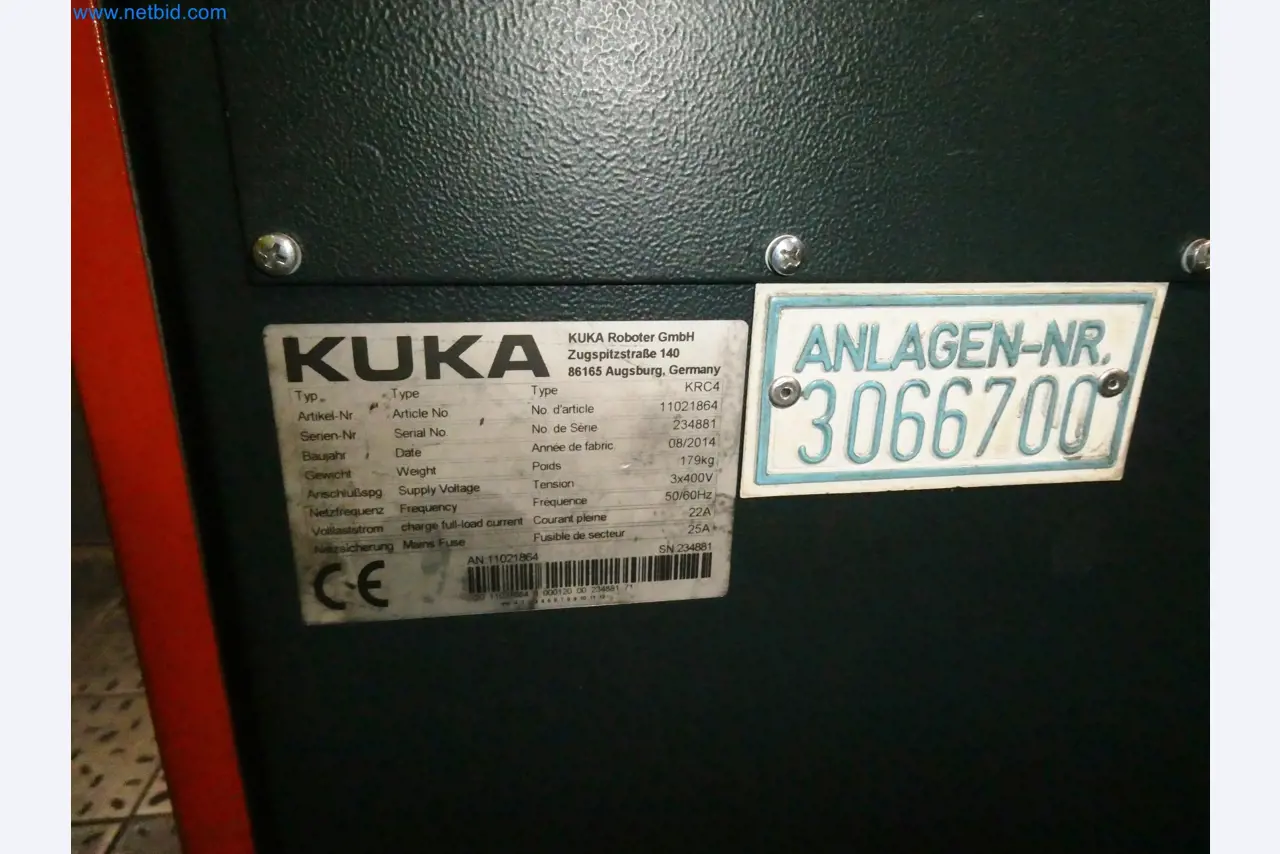 www.netbid.com
KUKA
KUKA Roboter GmbH
Zugspitzstraße 140
86165 Augsburg, Germany
Typ Type Type KRC4
Artikel-Nr Article No No. d'article 11021864
Serien-Nr Serial No. No. de Série 234881
Baujahr Date Année de fabric 08/2014
Gewicht Weight Poids 179kg
Anschlußspg Supply Voltage Tension 3x400V
Netzfrequenz Frequency Fréquence 50/60Hz
Volllaststrom charge full-load current Courant pleine 22A
Netzsicherung Mains Fuse Fusible de secteur 25A
AN:11021864 SN:234881
CE
000120 00 234881
ANLAGEN-NR.
3066700